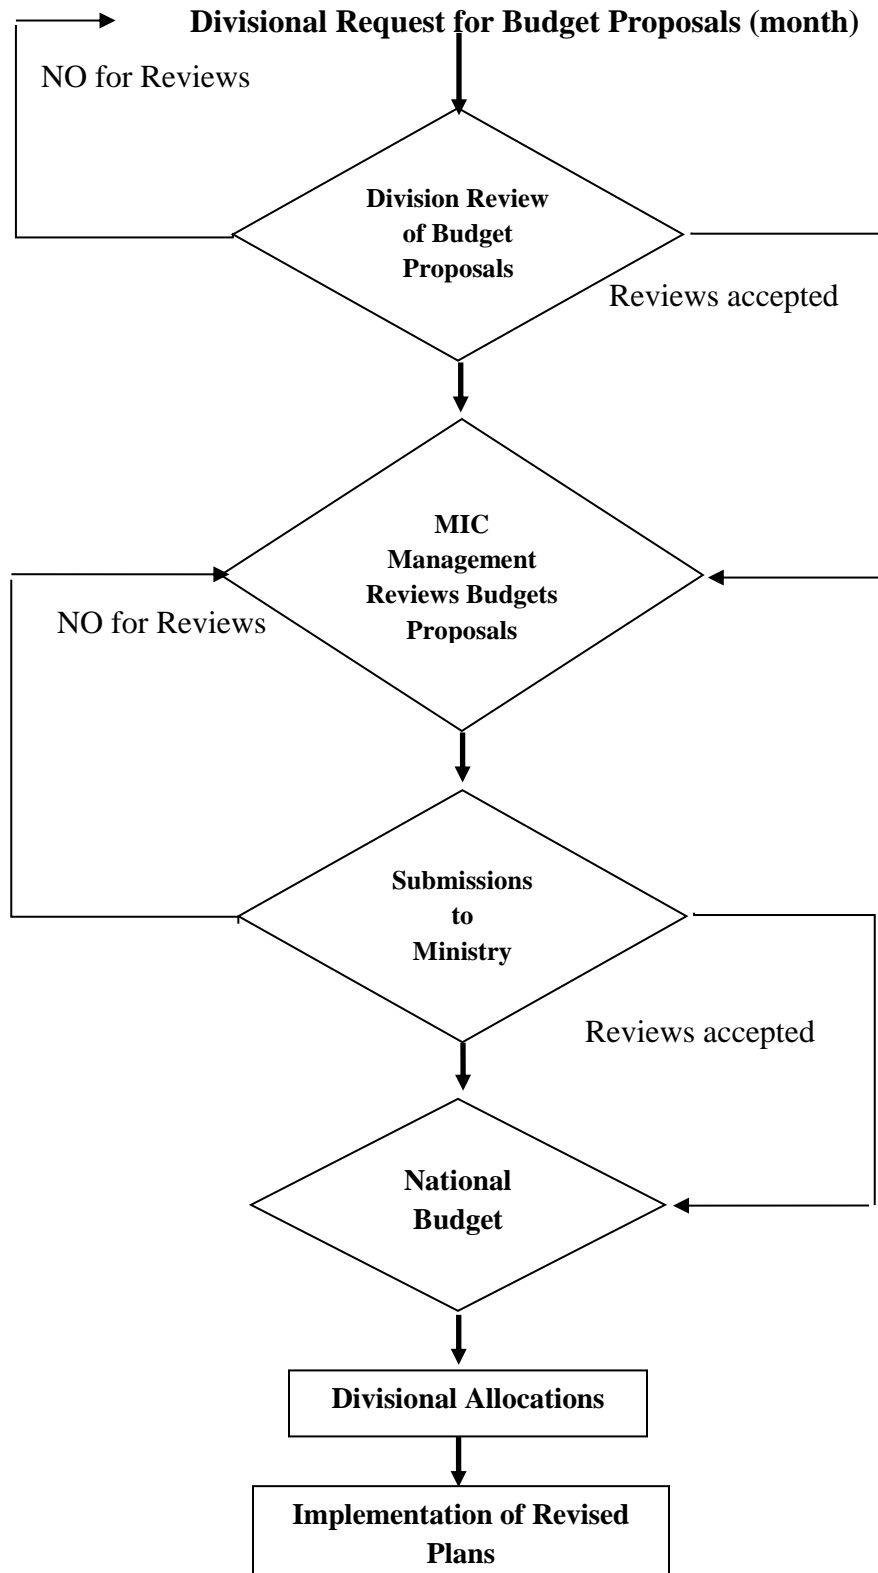 Divisional Request for Budget Proposals (month)
NO for Reviews
Division Review
of Budget
Proposals
Reviews accepted
MIC
Management
Reviews Budgets
Proposals
NO for Reviews
Submissions
to
Ministry
Reviews accepted
National
Budget
Divisional Allocations
Implementation of Revised
Plans